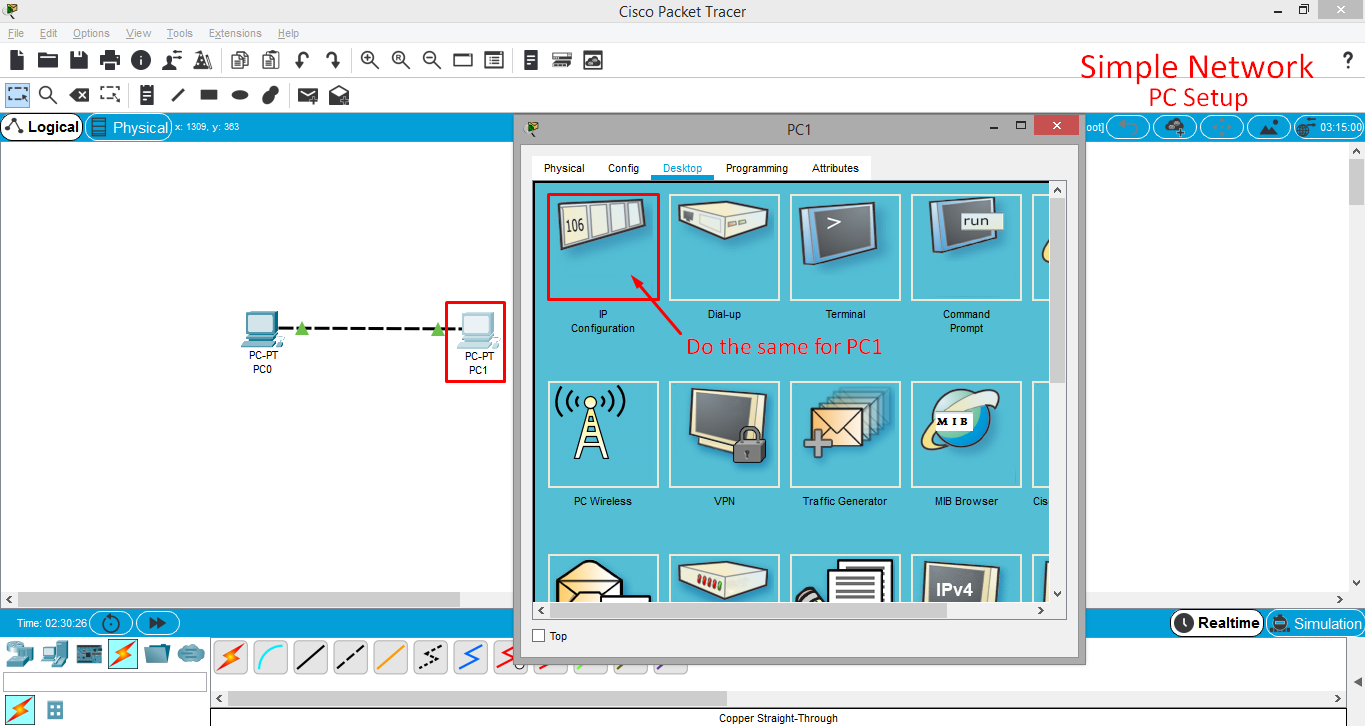 Cisco Packet Tracer
File Edit Options View Tools Extensions Help
Simple Network
PC Setup
?
Logical
Physical
x: 1309, y: 363
oot]
03:15:00
PC1
Physical Config Desktop Programming Attributes
106
>
run
IP
Configuration
Dial-up
Terminal
Command
Prompt
Do the same for PC1
PC-PT
PC0
PC-PT
PC1
MIB
PC Wireless
VPN
Traffic Generator
MIB Browser
Cis
IPv4
Top
Time: 02:30:26
Realtime
Simulation
Copper Straight-Through